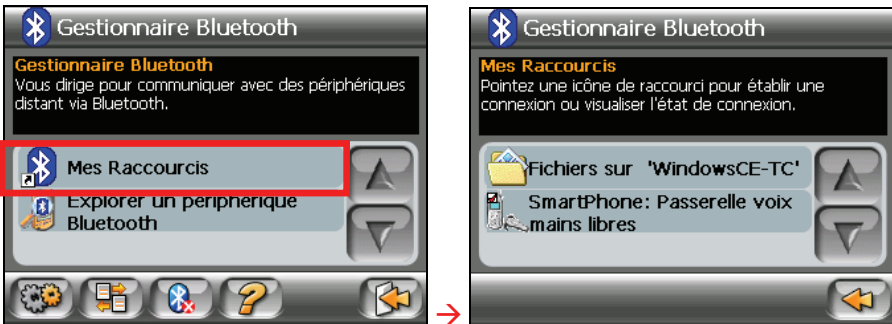 Gestionnaire Bluetooth
Gestionnaire Bluetooth
Vous dirige pour communiquer avec des périphériques
distant via Bluetooth.
Mes Raccourcis
Explorer un périphérique
Bluetooth
→
Gestionnaire Bluetooth
Mes Raccourcis
Pointez une icône de raccourci pour établir une
connexion ou visualiser l'état de connexion.
Fichiers sur 'WindowsCE-TC'
SmartPhone: Passerelle voix
mains libres